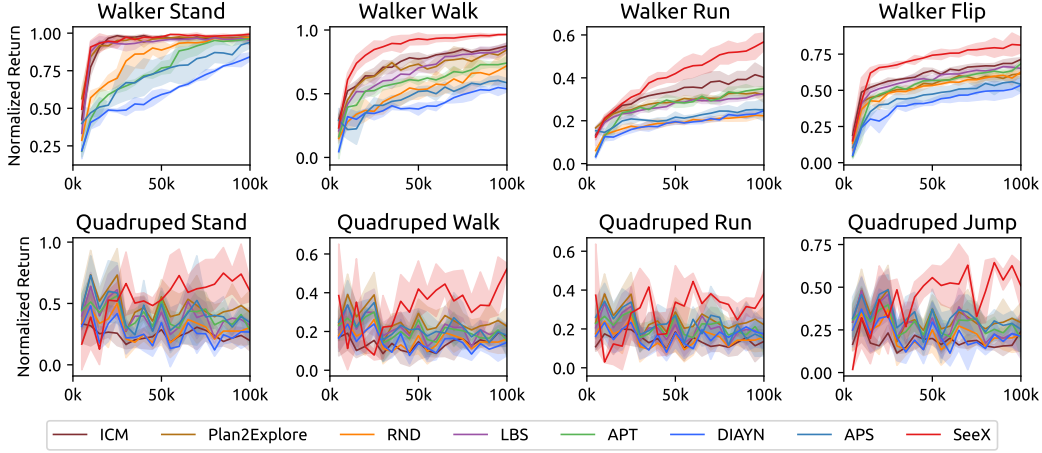 Walker Stand
Walker Walk
Walker Run
Walker Flip
Normalized Return
1.00
0.75
0.50
0.25
0k
50k
100k
1.0
0.5
0.0
0k
50k
100k
0.6
0.4
0.2
0.0
0k
50k
100k
0.75
0.50
0.25
0.00
0k
50k
100k
Quadruped Stand
Quadruped Walk
Quadruped Run
Quadruped Jump
Normalized Return
1.0
0.5
0.0
0k
50k
100k
0.6
0.4
0.2
0.0
0k
50k
100k
0.6
0.4
0.2
0.0
0k
50k
100k
0.75
0.50
0.25
0.00
0k
50k
100k
ICM Plan2Explore RND LBS APT DIAYN APS SeeX